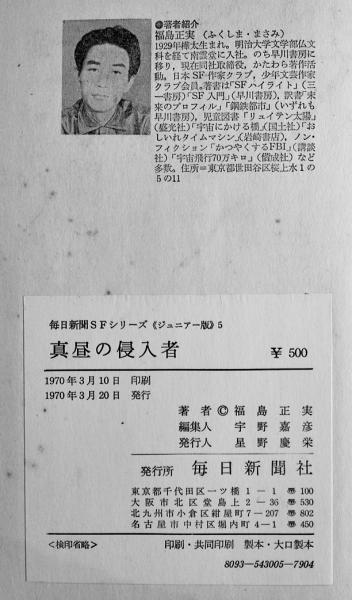 ●著者紹介
福島正実（ふくしま・まさみ）
1929年樺太生まれ。明治大学文学部仏文
科を経て南雲堂に入社。のち早川書房に
移り，現在同社取締役，かたわら著作活
動。日本SF作家クラブ，少年文芸作家
クラブ会員。著書は「SFハイライト」（三
一書房）「SF入門」（早川書房），訳書「未
来のプロフィル」「鋼鉄都市」（いずれも
早川書房），児童図書「リュイテン太陽」
（盛光社）「宇宙にかける橋」（国土社）「お
しいれタイムマシン」（岩崎書店），ノン・
フィクション「かつやくするFBI」（講談
社）「宇宙飛行70万キロ」（偕成社）など
多数。住所＝東京都世田谷区桜上水1の
5の11
毎日新聞SFシリーズ《ジュニアー版》5
真昼の侵入者 ¥500
1970年3月10日 印刷
1970年3月20日 発行
著者 © 福島正実
編集人 宇野嘉彦
発行人 星野慶栄
発行所 毎日新聞社
東京都千代田区一ツ橋1－1 〠100
大阪市北区堂島上2－36 〠530
北九州市小倉区紺屋町7－207 〠802
名古屋市中村区堀内町4－1 〠450
＜検印省略＞ 印刷・共同印刷 製本・大口製本
8093－543005－7904